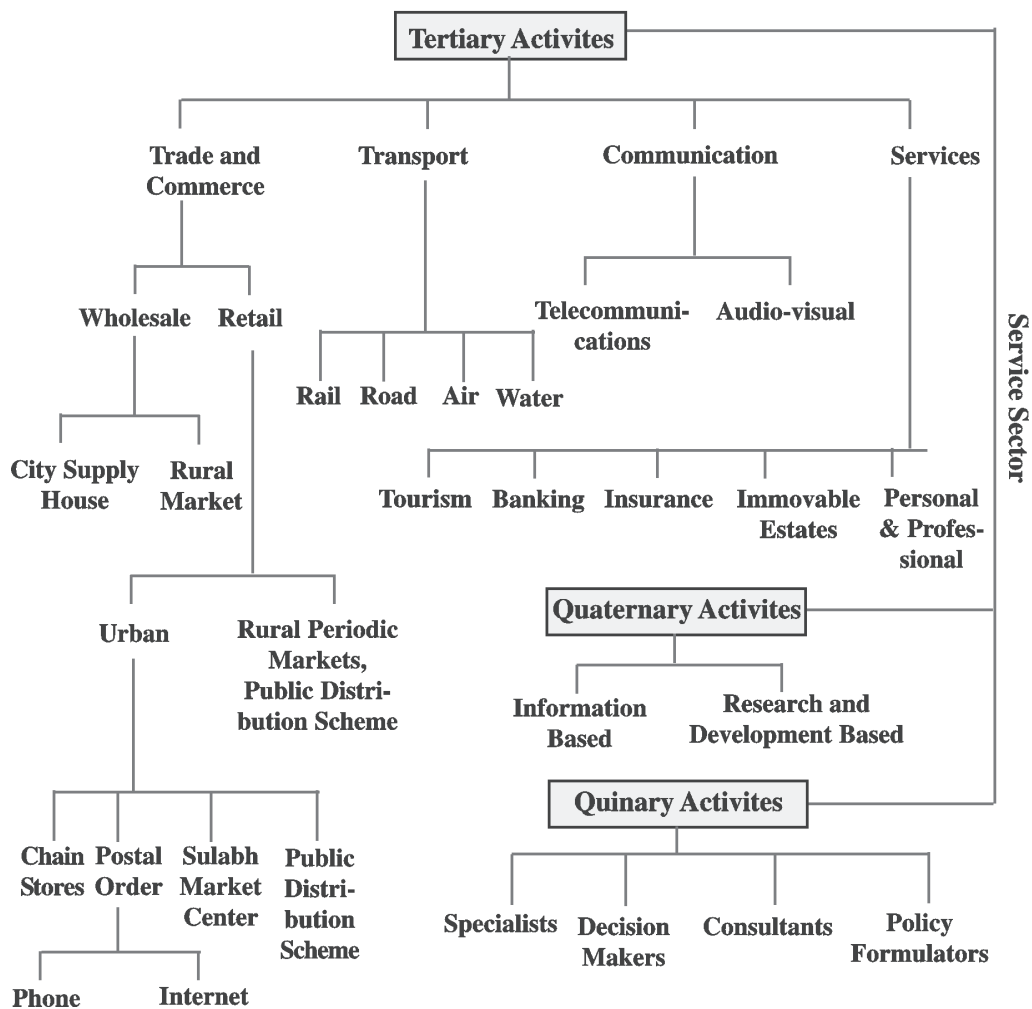 Tertiary Activites
Trade and
Commerce
Transport
Communication
Services
Wholesale
Retail
Telecommuni-
cations
Audio-visual
Service Sector
Rail
Road
Air
Water
City Supply
House
Rural
Market
Tourism
Banking
Insurance
Immovable
Estates
Personal
& Profes-
sional
Urban
Rural Periodic
Markets,
Public Distri-
bution Scheme
Quaternary Activites
Information
Based
Research and
Development Based
Quinary Activites
Chain
Stores
Postal
Order
Sulabh
Market
Center
Public
Distri-
bution
Scheme
Specialists
Decision
Makers
Consultants
Policy
Formulators
Phone
Internet